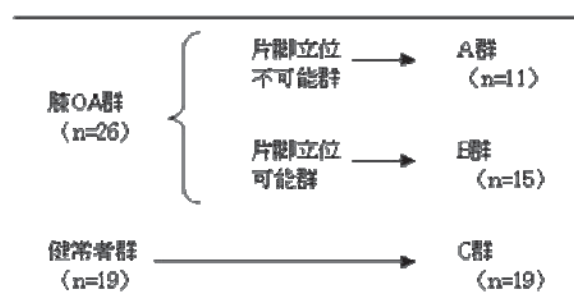 片脚立位
不可能群
A群
(n=11)
膝OA群
(n=26)
片脚立位
可能群
B群
(n=15)
健常者群
(n=19)
C群
(n=19)